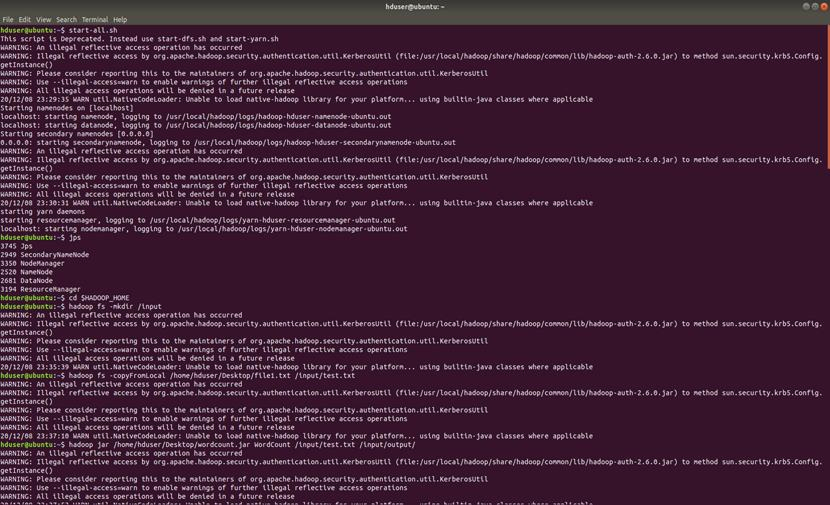 hduser@ubuntu: ~
File Edit View Search Terminal Help
hduser@ubuntu:~$ start-all.sh
This script is Deprecated. Instead use start-dfs.sh and start-yarn.sh
WARNING: An illegal reflective access operation has occurred
WARNING: Illegal reflective access by org.apache.hadoop.security.authentication.util.KerberosUtil (file:/usr/local/hadoop/share/hadoop/common/lib/hadoop-auth-2.6.0.jar) to method sun.security.krb5.Config.
getInstance()
WARNING: Please consider reporting this to the maintainers of org.apache.hadoop.security.authentication.util.KerberosUtil
WARNING: Use --illegal-access=warn to enable warnings of further illegal reflective access operations
WARNING: All illegal access operations will be denied in a future release
20/12/08 23:29:35 WARN util.NativeCodeLoader: Unable to load native-hadoop library for your platform... using builtin-java classes where applicable
Starting namenodes on [localhost]
localhost: starting namenode, logging to /usr/local/hadoop/logs/hadoop-hduser-namenode-ubuntu.out
localhost: starting datanode, logging to /usr/local/hadoop/logs/hadoop-hduser-datanode-ubuntu.out
Starting secondary namenodes [0.0.0.0]
0.0.0.0: starting secondarynamenode, logging to /usr/local/hadoop/logs/hadoop-hduser-secondarynamenode-ubuntu.out
WARNING: An illegal reflective access operation has occurred
WARNING: Illegal reflective access by org.apache.hadoop.security.authentication.util.KerberosUtil (file:/usr/local/hadoop/share/hadoop/common/lib/hadoop-auth-2.6.0.jar) to method sun.security.krb5.Config.
getInstance()
WARNING: Please consider reporting this to the maintainers of org.apache.hadoop.security.authentication.util.KerberosUtil
WARNING: Use --illegal-access=warn to enable warnings of further illegal reflective access operations
WARNING: All illegal access operations will be denied in a future release
20/12/08 23:30:31 WARN util.NativeCodeLoader: Unable to load native-hadoop library for your platform... using builtin-java classes where applicable
starting yarn daemons
starting resourcemanager, logging to /usr/local/hadoop/logs/yarn-hduser-resourcemanager-ubuntu.out
localhost: starting nodemanager, logging to /usr/local/hadoop/logs/yarn-hduser-nodemanager-ubuntu.out
hduser@ubuntu:~$ jps
3745 Jps
2949 SecondaryNameNode
3350 NodeManager
2520 NameNode
2681 DataNode
3194 ResourceManager
hduser@ubuntu:~$ cd $HADOOP_HOME
hduser@ubuntu:~$ hadoop fs -mkdir /input
WARNING: An illegal reflective access operation has occurred
WARNING: Illegal reflective access by org.apache.hadoop.security.authentication.util.KerberosUtil (file:/usr/local/hadoop/share/hadoop/common/lib/hadoop-auth-2.6.0.jar) to method sun.security.krb5.Config.
getInstance()
WARNING: Please consider reporting this to the maintainers of org.apache.hadoop.security.authentication.util.KerberosUtil
WARNING: Use --illegal-access=warn to enable warnings of further illegal reflective access operations
WARNING: All illegal access operations will be denied in a future release
20/12/08 23:35:39 WARN util.NativeCodeLoader: Unable to load native-hadoop library for your platform... using builtin-java classes where applicable
hduser@ubuntu:~$ hadoop fs -copyFromLocal /home/hduser/Desktop/file1.txt /input/test.txt
WARNING: An illegal reflective access operation has occurred
WARNING: Illegal reflective access by org.apache.hadoop.security.authentication.util.KerberosUtil (file:/usr/local/hadoop/share/hadoop/common/lib/hadoop-auth-2.6.0.jar) to method sun.security.krb5.Config.
getInstance()
WARNING: Please consider reporting this to the maintainers of org.apache.hadoop.security.authentication.util.KerberosUtil
WARNING: Use --illegal-access=warn to enable warnings of further illegal reflective access operations
WARNING: All illegal access operations will be denied in a future release
20/12/08 23:37:10 WARN util.NativeCodeLoader: Unable to load native-hadoop library for your platform... using builtin-java classes where applicable
hduser@ubuntu:~$ hadoop jar /home/hduser/Desktop/wordcount.jar WordCount /input/test.txt /input/output/
WARNING: An illegal reflective access operation has occurred
WARNING: Illegal reflective access by org.apache.hadoop.security.authentication.util.KerberosUtil (file:/usr/local/hadoop/share/hadoop/common/lib/hadoop-auth-2.6.0.jar) to method sun.security.krb5.Config.
getInstance()
WARNING: Please consider reporting this to the maintainers of org.apache.hadoop.security.authentication.util.KerberosUtil
WARNING: Use --illegal-access=warn to enable warnings of further illegal reflective access operations
WARNING: All illegal access operations will be denied in a future release